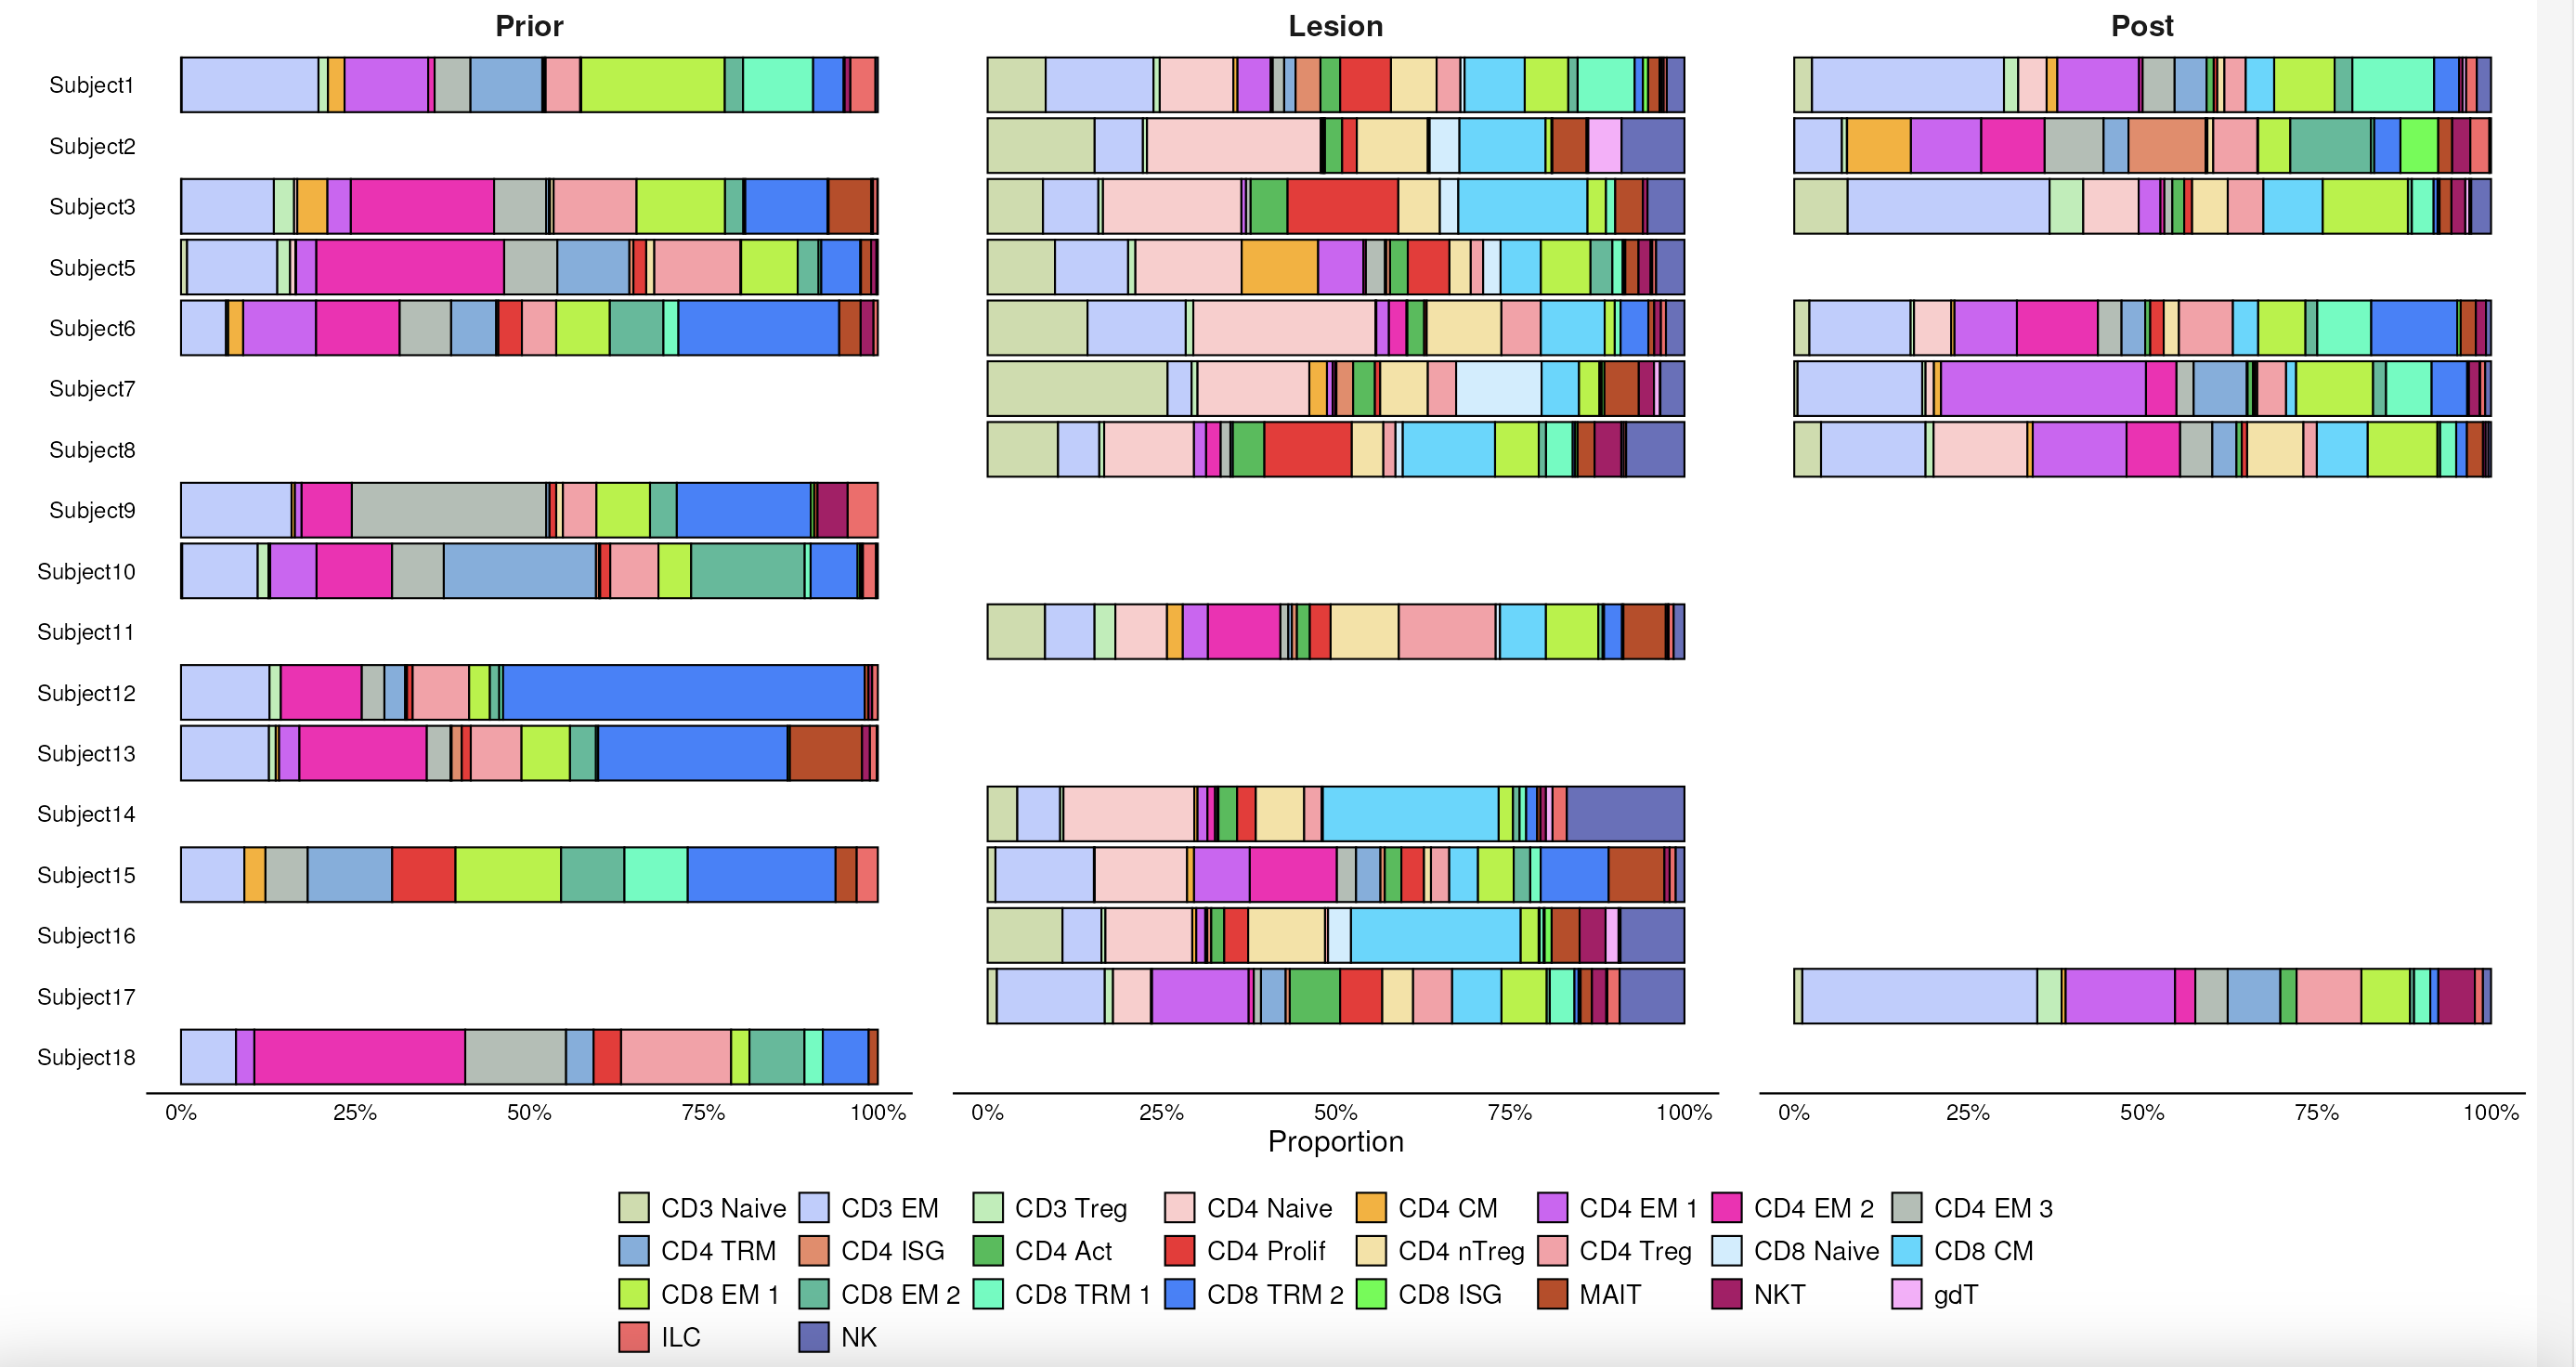 Prior Lesion Post
Subject1
Subject2
Subject3
Subject5
Subject6
Subject7
Subject8
Subject9
Subject10
Subject11
Subject12
Subject13
Subject14
Subject15
Subject16
Subject17
Subject18
0% 25% 50% 75% 100% 0% 25% 50% 75% 100% 0% 25% 50% 75% 100%
Proportion
CD3 Naive CD3 EM CD3 Treg CD4 Naive CD4 CM CD4 EM 1 CD4 EM 2 CD4 EM 3
CD4 TRM CD4 ISG CD4 Act CD4 Prolif CD4 nTreg CD4 Treg CD8 Naive CD8 CM
CD8 EM 1 CD8 EM 2 CD8 TRM 1 CD8 TRM 2 CD8 ISG MAIT NKT gdT
ILC NK